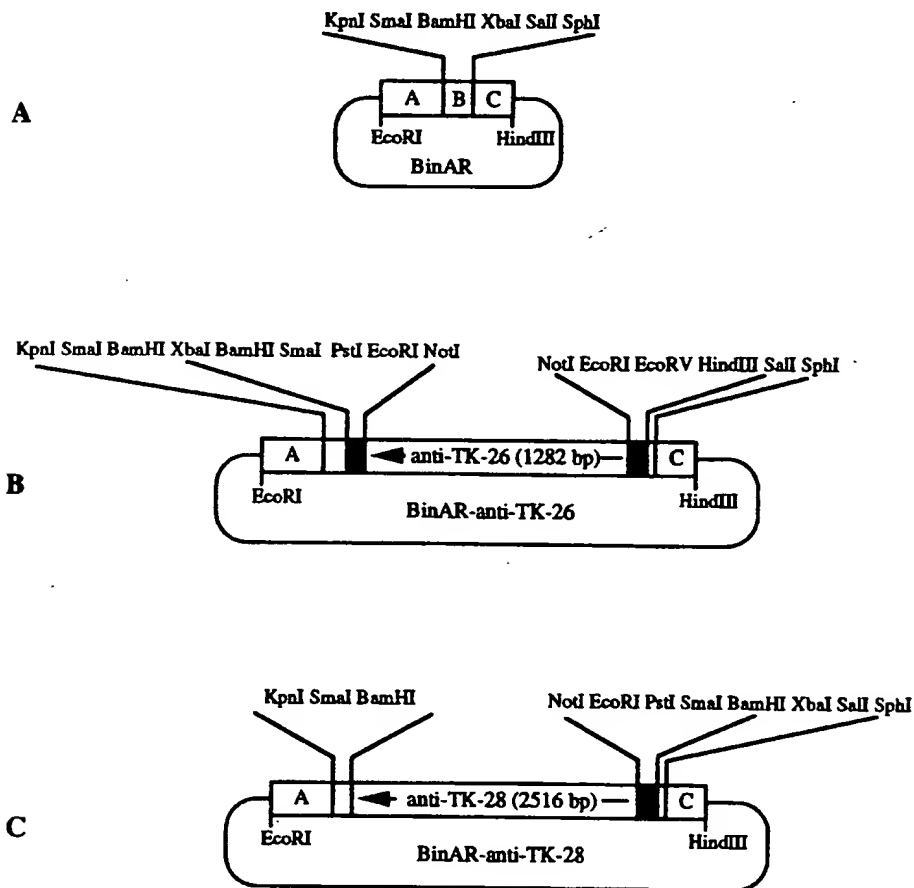 KpnI SmaI BamHI XbaI SalI SphI
A
A B C
EcoRI HindIII
BinAR
KpnI SmaI BamHI XbaI BamHI SmaI PstI EcoRI NotI
NotI EcoRI EcoRV HindIII SalI SphI
B
A anti-TK-26 (1282 bp) C
EcoRI HindIII
BinAR-anti-TK-26
KpnI SmaI BamHI
NotI EcoRI PstI SmaI BamHI XbaI SalI SphI
C
A anti-TK-28 (2516 bp) C
EcoRI HindIII
BinAR-anti-TK-28